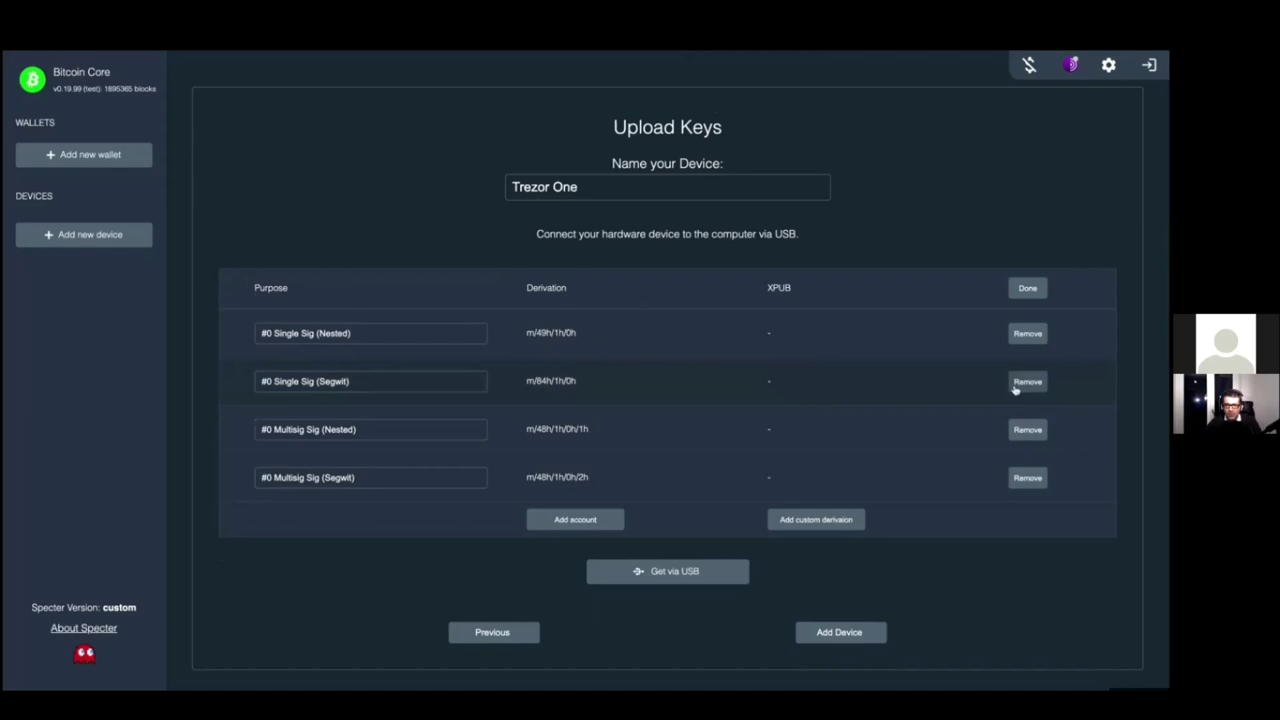 Bitcoin Core
v0.19.99 (test): 1895365 blocks
WALLETS
+ Add new wallet
DEVICES
+ Add new device
Upload Keys
Name your Device:
Trezor One
Connect your hardware device to the computer via USB.
Purpose Derivation XPUB Done
#0 Single Sig (Nested) m/49h/1h/0h - Remove
#0 Single Sig (Segwit) m/84h/1h/0h - Remove
#0 Multisig Sig (Nested) m/48h/1h/0h/1h - Remove
#0 Multisig Sig (Segwit) m/48h/1h/0h/2h - Remove
Add account Add custom derivaion
Get via USB
Previous Add Device
Specter Version: custom
About Specter